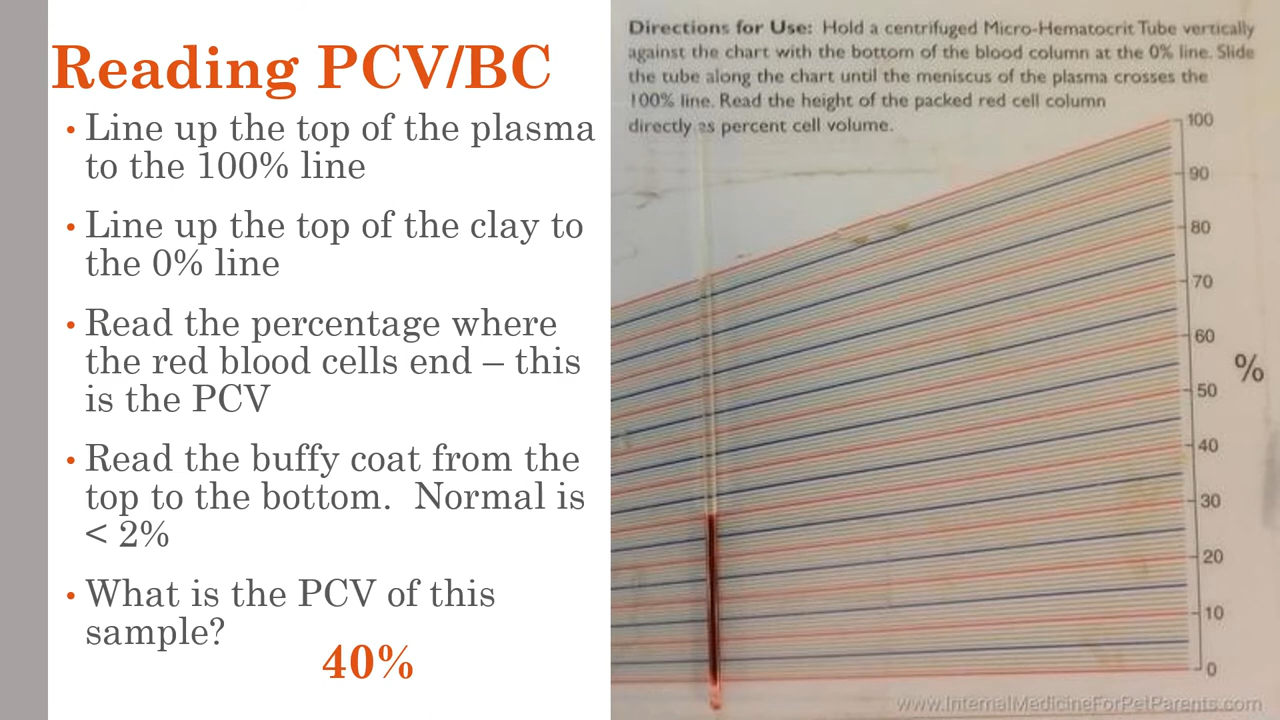 Reading PCV/BC
• Line up the top of the plasma
to the 100% line
• Line up the top of the clay to
the 0% line
• Read the percentage where
the red blood cells end – this
is the PCV
• Read the buffy coat from the
top to the bottom.  Normal is
< 2%
• What is the PCV of this
sample?
40%
Directions for Use: Hold a centrifuged Micro-Hematocrit Tube vertically
against the chart with the bottom of the blood column at the 0% line. Slide
the tube along the chart until the meniscus of the plasma crosses the
100% line. Read the height of the packed red cell column
directly as percent cell volume.
100
90
80
70
60
%
50
40
30
20
10
0
www.InternalMedicineForPetParents.com